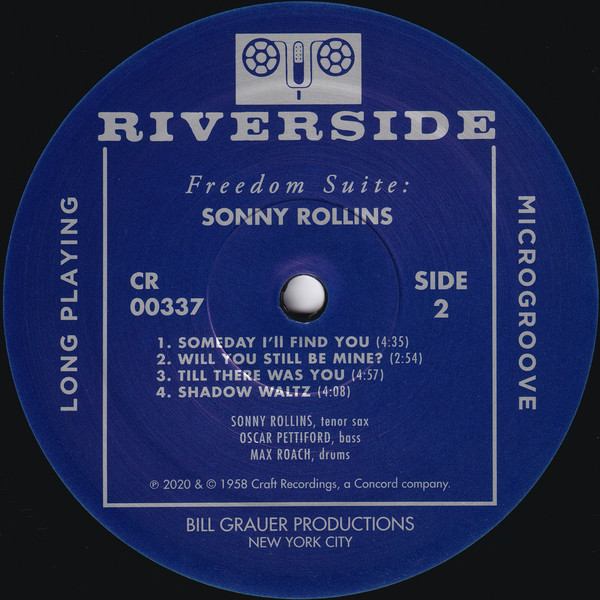 RIVERSIDE
Freedom Suite:
SONNY ROLLINS
LONG PLAYING
MICROGROOVE
CR
00337
SIDE
2
1. SOMEDAY I'll FIND YOU (4:35)
2. WILL YOU STILL BE MINE? (2:54)
3. TILL THERE WAS YOU (4:57)
4. SHADOW WALTZ (4:08)
SONNY ROLLINS, tenor sax
OSCAR PETTIFORD, bass
MAX ROACH, drums
℗ 2020 & © 1958 Craft Recordings, a Concord company.
BILL GRAUER PRODUCTIONS
NEW YORK CITY